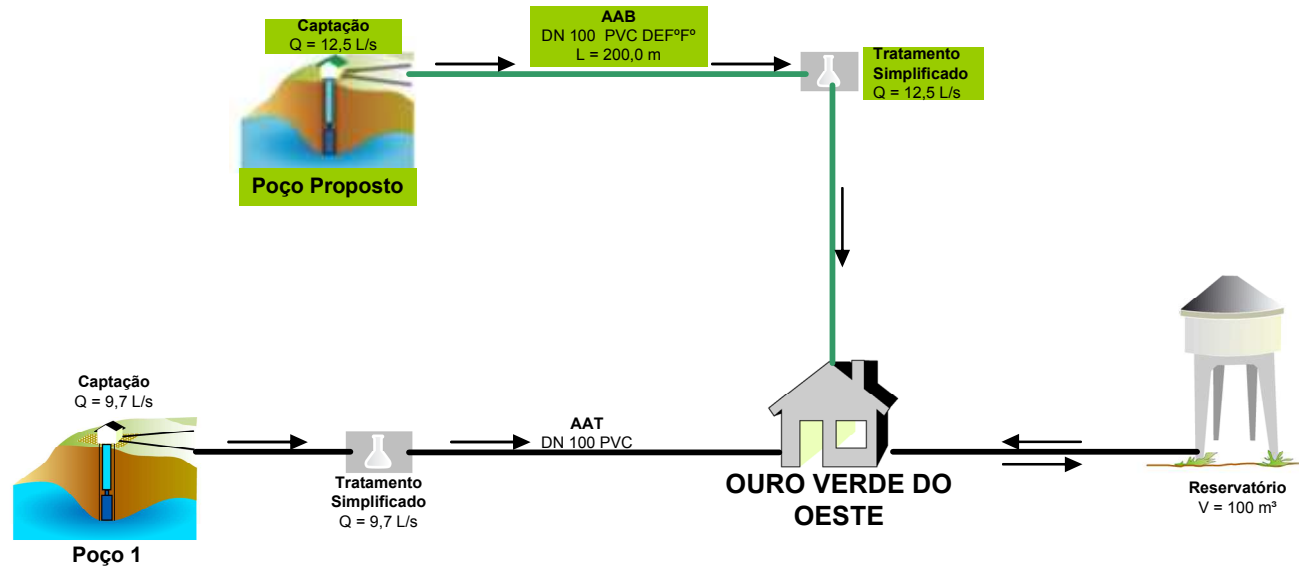 Captação
Q = 12,5 L/s
AAB
DN 100 PVC DEFºFº
L = 200,0 m
Tratamento
Simplificado
Q = 12,5 L/s
Poço Proposto
Captação
Q = 9,7 L/s
AAT
DN 100 PVC
Tratamento
Simplificado
Q = 9,7 L/s
Poço 1
OURO VERDE DO
OESTE
Reservatório
V = 100 m³